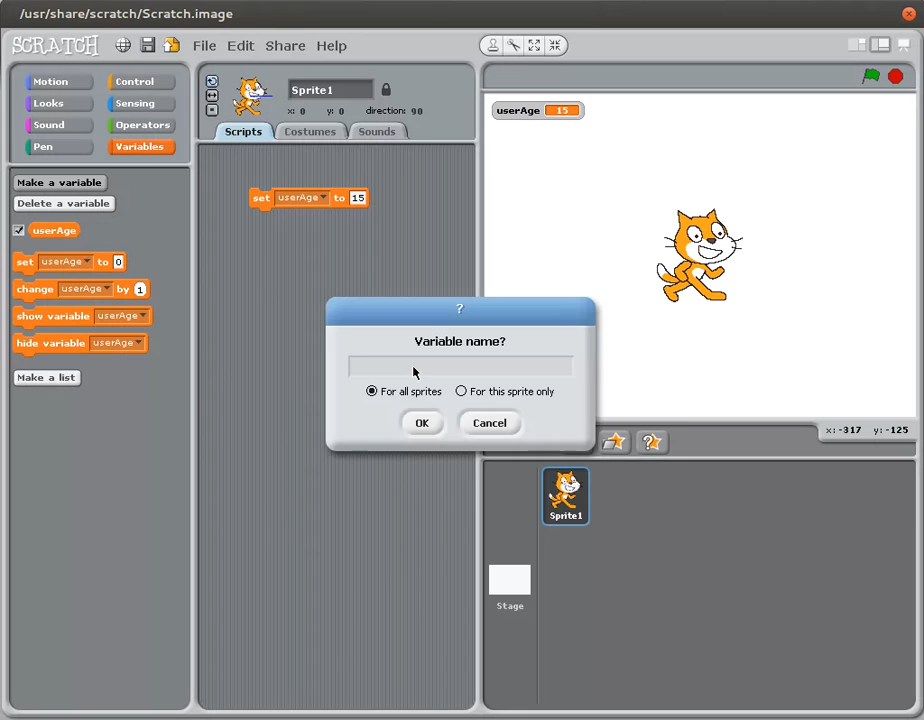 /usr/share/scratch/Scratch.image
SCRATCH File Edit Share Help
Motion Control
Looks Sensing
Sound Operators
Pen Variables
Make a variable
Delete a variable
userAge
set userAge to 0
change userAge by 1
show variable userAge
hide variable userAge
Make a list
Sprite1
x: 0 y: 0 direction: 90
Scripts Costumes Sounds
set userAge to 15
userAge 15
?
Variable name?
For all sprites For this sprite only
OK Cancel
x: -317 y: -125
?
Sprite1
Stage